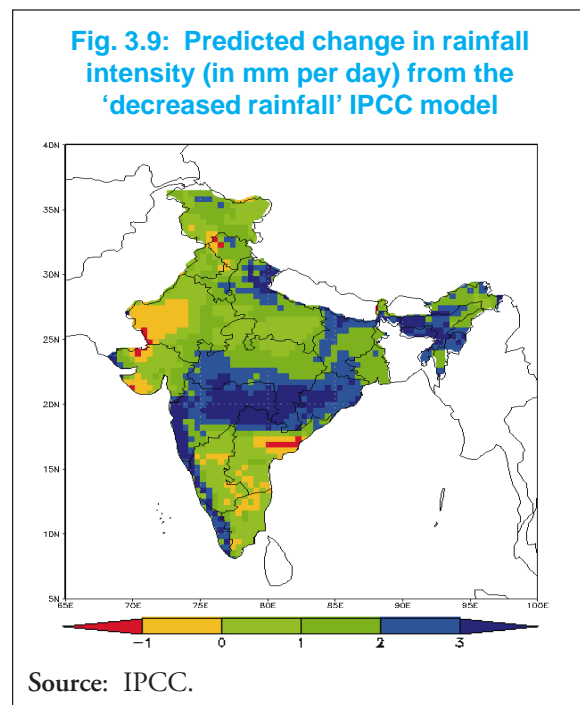 Fig. 3.9: Predicted change in rainfall
intensity (in mm per day) from the
'decreased rainfall' IPCC model
40N
35N
30N
25N
20N
15N
10N
5N
65E 70E 75E 80E 85E 90E 95E 100E
-1 0 1 2 3
Source: IPCC.